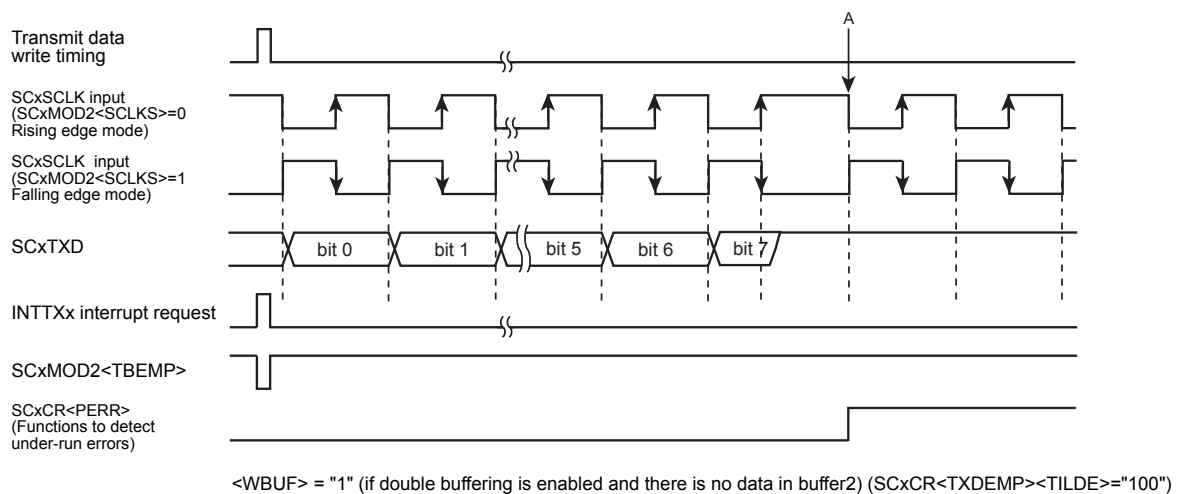 A
Transmit data
write timing
SCxSCLK input
(SCxMOD2<SCLKS>=0
Rising edge mode)
SCxSCLK input
(SCxMOD2<SCLKS>=1
Falling edge mode)
SCxTXD
bit 0
bit 1
bit 5
bit 6
bit 7
INTTXx interrupt request
SCxMOD2<TBEMP>
SCxCR<PERR>
(Functions to detect
under-run errors)
<WBUF> = "1" (if double buffering is enabled and there is no data in buffer2) (SCxCR<TXDEMP><TILDE>="100")